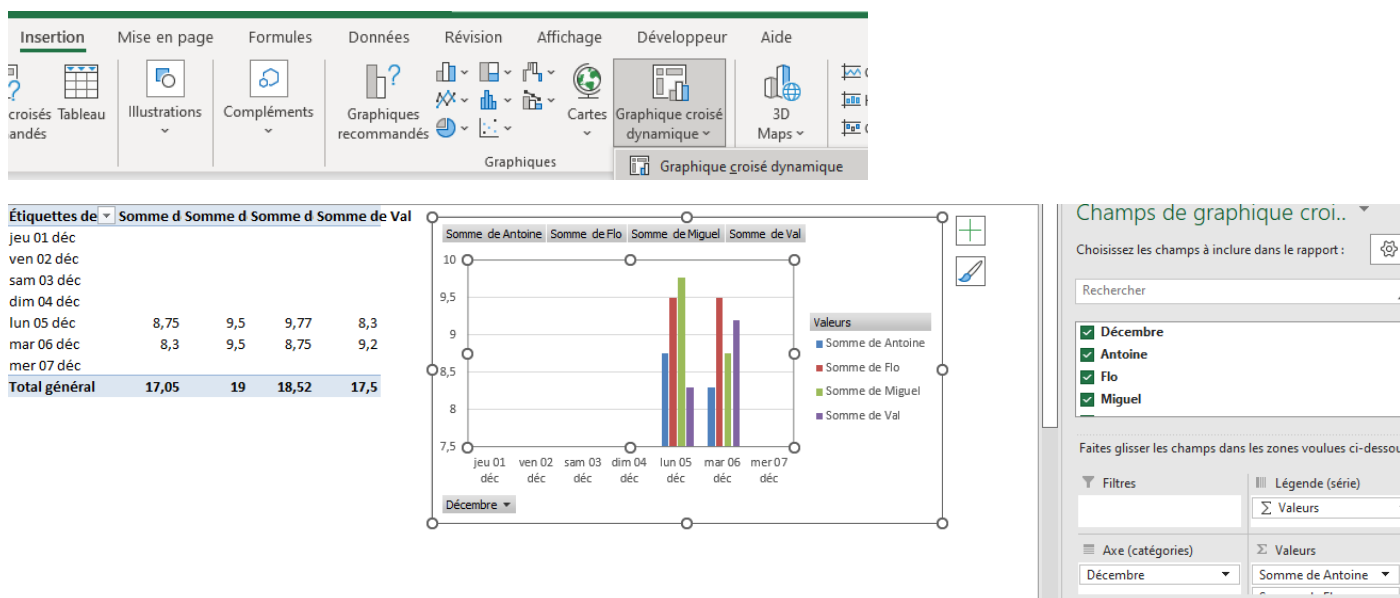 Insertion Mise en page Formules Données Révision Affichage Développeur Aide
croisés Tableau Illustrations Compléments Graphiques Cartes Graphique croisé 3D
recommandés dynamique Maps
Graphiques
Graphique croisé dynamique
Étiquettes de Somme d Somme d Somme d Somme de Val
jeu 01 déc
ven 02 déc
sam 03 déc
dim 04 déc
lun 05 déc 8,75 9,5 9,77 8,3
mar 06 déc 8,3 9,5 8,75 9,2
mer 07 déc
Total général 17,05 19 18,52 17,5
Somme de Antoine Somme de Flo Somme de Miguel Somme de Val
10
9,5
9
8,5
8
7,5
jeu 01 ven 02 sam 03 dim 04 lun 05 mar 06 mer 07
déc déc déc déc déc déc déc
Décembre
Valeurs
Somme de Antoine
Somme de Flo
Somme de Miguel
Somme de Val
Champs de graphique croi..
Choisissez les champs à inclure dans le rapport :
Rechercher
Décembre
Antoine
Flo
Miguel
Faites glisser les champs dans les zones voulues ci-dessou
Filtres
Légende (série)
Σ Valeurs
Axe (catégories)
Σ Valeurs
Décembre
Somme de Antoine